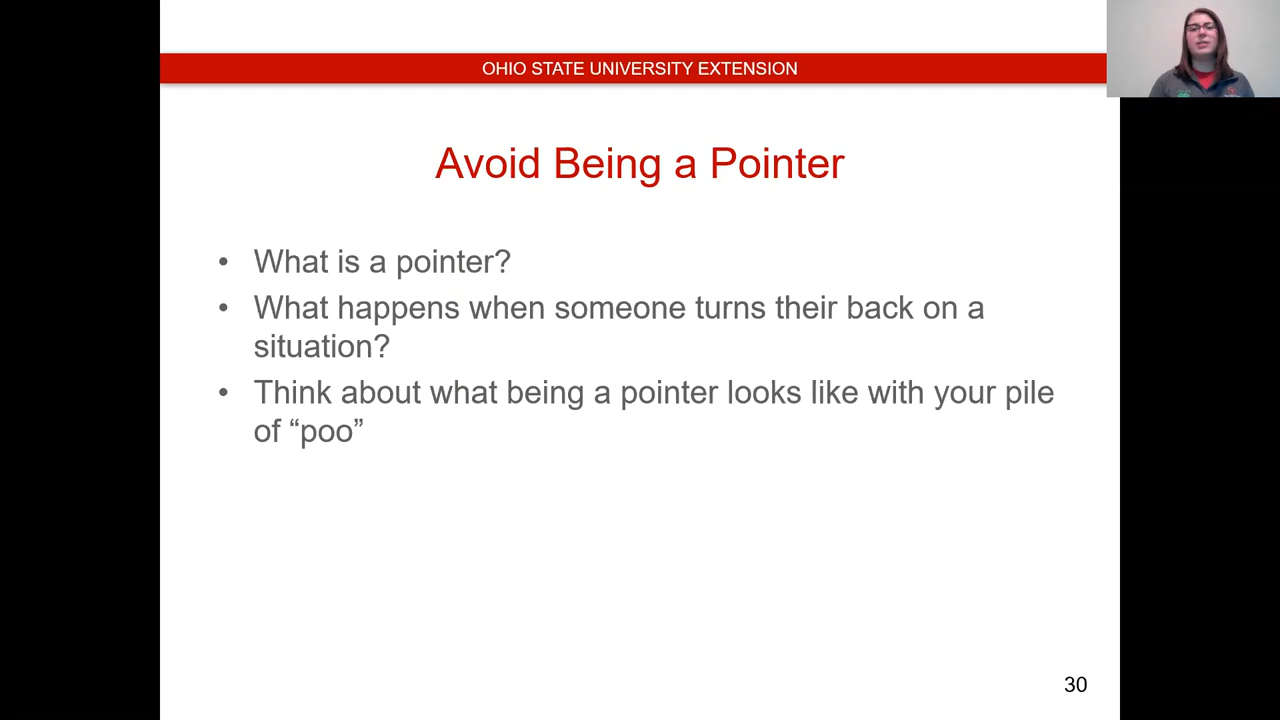 OHIO STATE UNIVERSITY EXTENSION
Avoid Being a Pointer
• What is a pointer?
• What happens when someone turns their back on a
situation?
• Think about what being a pointer looks like with your pile
of “poo”
30